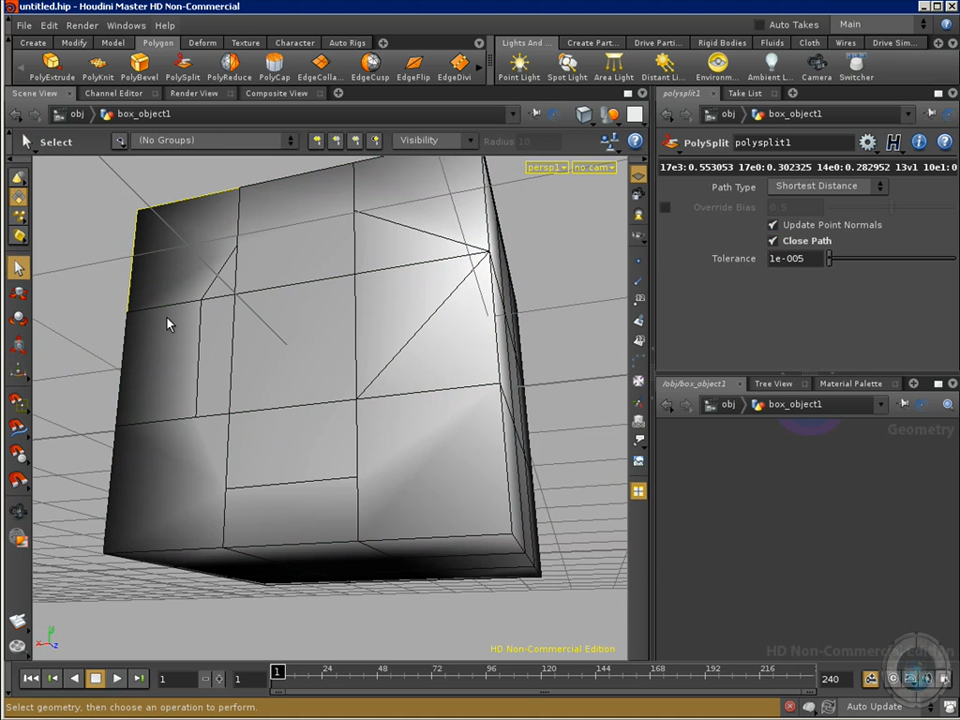 untitled.hip - Houdini Master HD Non-Commercial
File Edit Render Windows Help
Auto Takes Main
Create Modify Model Polygon Deform Texture Character Auto Rigs
Lights And ... Create Part... Drive Parti... Rigid Bodies Fluids Cloth Wires Drive Sim...
PolyExtrude PolyKnit PolyBevel PolySplit PolyReduce PolyCap EdgeColla... EdgeCusp EdgeFlip EdgeDivi
Point Light Spot Light Area Light Distant Li... Environ... Ambient L... Camera Switcher
Scene View Channel Editor Render View Composite View
polysplit1 Take List
obj box_object1
obj box_object1
Select (No Groups) Visibility Radius 10
PolySplit polysplit1
17e3:0.553053 17e0:0.302325 14e0:0.282952 13v1 10e1:0
persp1 no cam
Path Type Shortest Distance
Override Bias 0.5
Update Point Normals
Close Path
Tolerance 1e-005
/obj/box_object1 Tree View Material Palette
obj box_object1
Geometry
HD Non-Commercial Edition
HD Non-Commercial Edition
1 1 1 24 48 72 96 120 144 168 192 216 240
Select geometry, then choose an operation to perform.
Auto Update